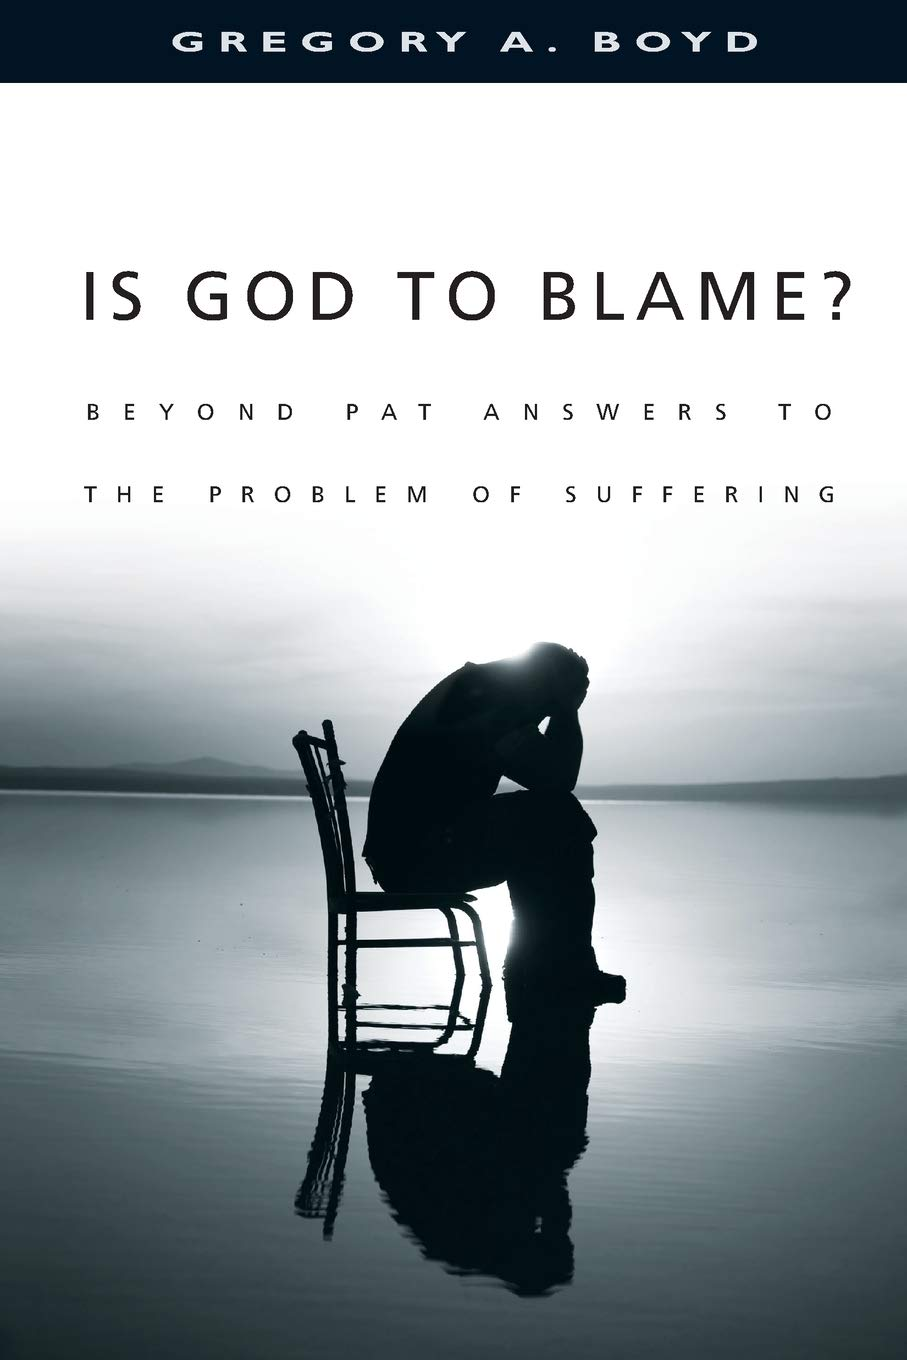 GREGORY A. BOYD
IS GOD TO BLAME?
BEYOND PAT ANSWERS TO
THE PROBLEM OF SUFFERING